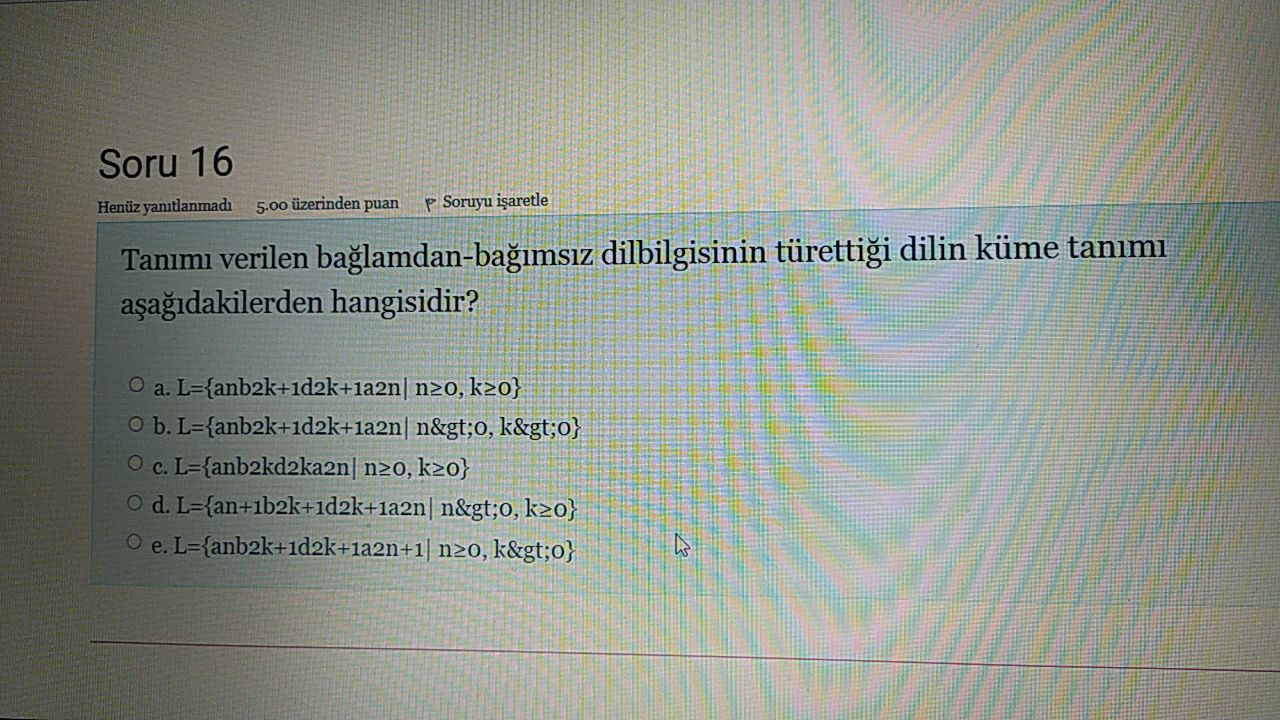 Soru 16
Henüz yanıtlanmadı 5.00 üzerinden puan Soruyu işaretle
Tanımı verilen bağlamdan-bağımsız dilbilgisinin türettiği dilin küme tanımı
aşağıdakilerden hangisidir?
a. L={anb2k+1d2k+1a2n| n≥0, k≥0}
b. L={anb2k+1d2k+1a2n| n&gt;0, k&gt;0}
c. L={anb2kd2ka2n| n≥0, k≥0}
d. L={an+1b2k+1d2k+1a2n| n&gt;0, k≥0}
e. L={anb2k+1d2k+1a2n+1| n≥0, k&gt;0}